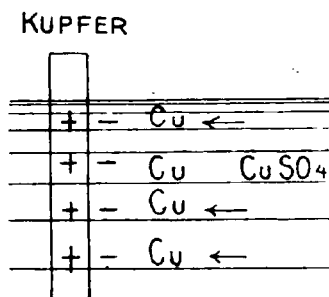 KUPFER
+ − Cu ←
+ − Cu CuSO₄
+ − Cu ←
+ − Cu ←